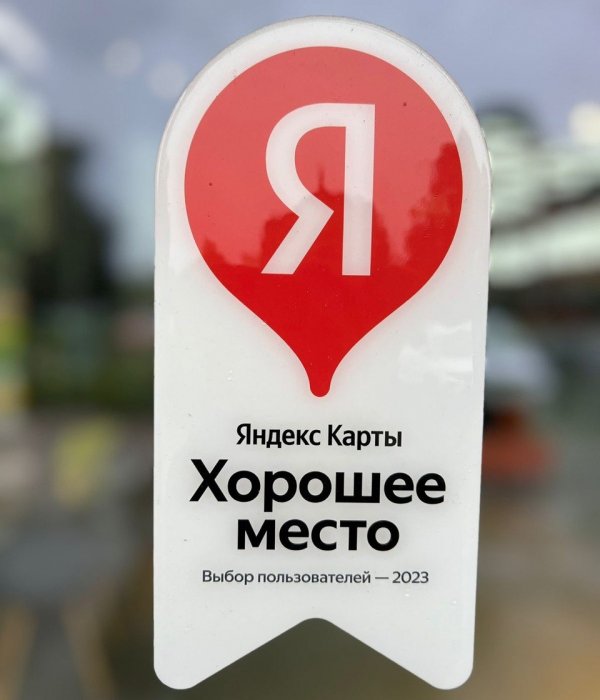 Я
Яндекс Карты
Хорошее
место
Выбор пользователей — 2023